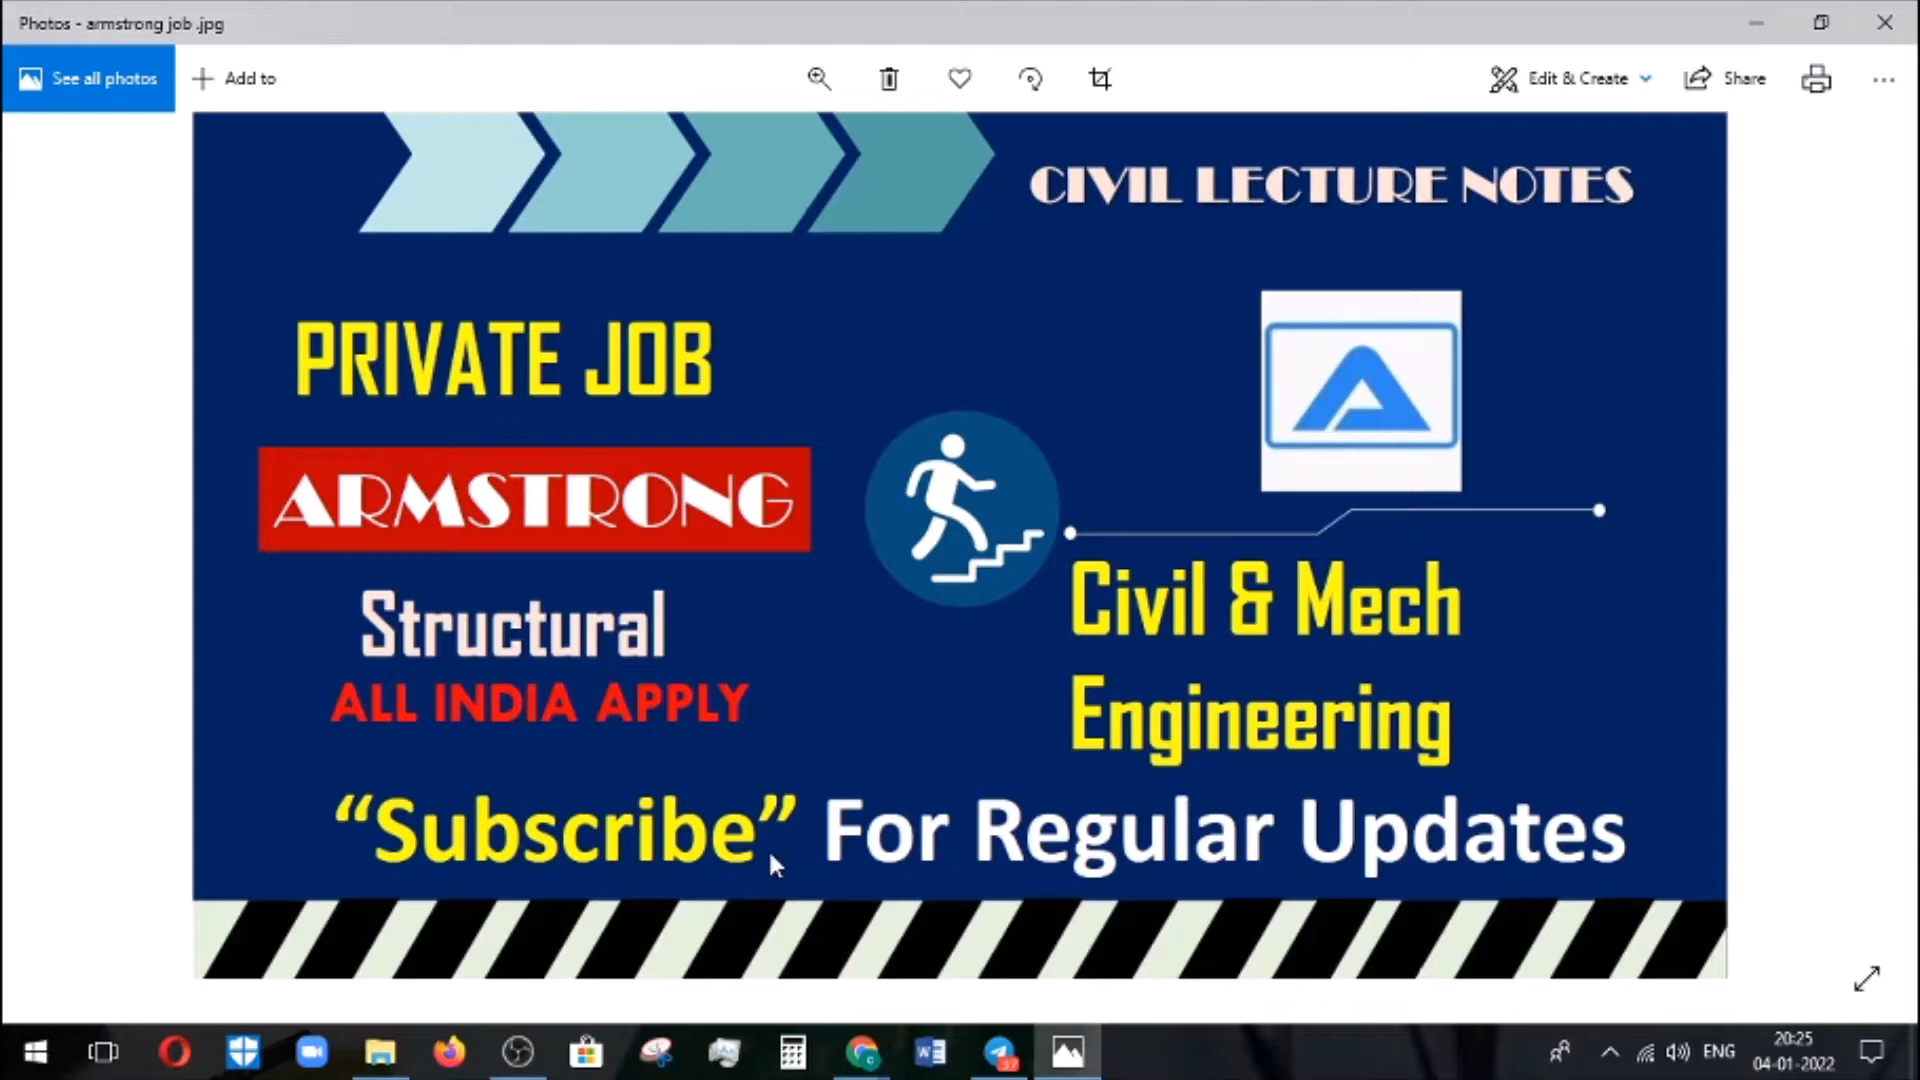 Photos - armstrong job .jpg
See all photos
Add to
Edit & Create
Share
CIVIL LECTURE NOTES
PRIVATE JOB
ARMSTRONG
Structural
ALL INDIA APPLY
Civil & Mech
Engineering
“Subscribe” For Regular Updates
37
ENG
20:25
04-01-2022